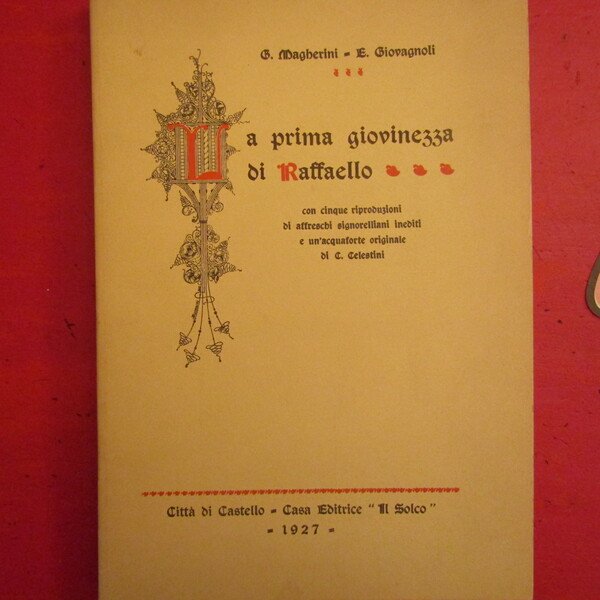 G. Magherini - E. Giovagnoli
La prima giovinezza
di Raffaello
con cinque riproduzioni
di affreschi signorelliani inediti
e un'acquaforte originale
di C. Celestini
Città di Castello - Casa Editrice "Il Solco"
- 1927 -